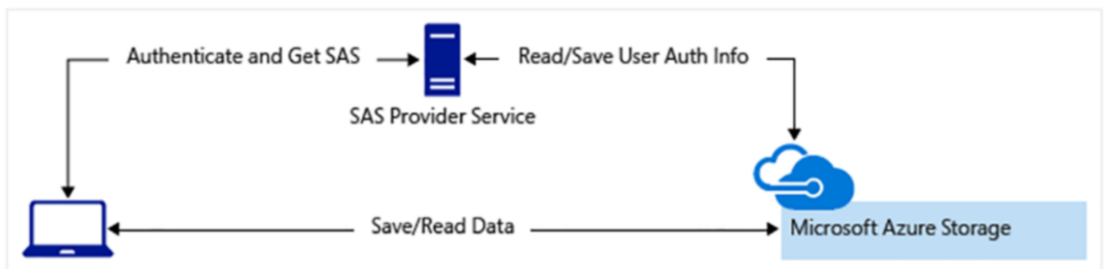 Authenticate and Get SAS
Read/Save User Auth Info
SAS Provider Service
Save/Read Data
Microsoft Azure Storage